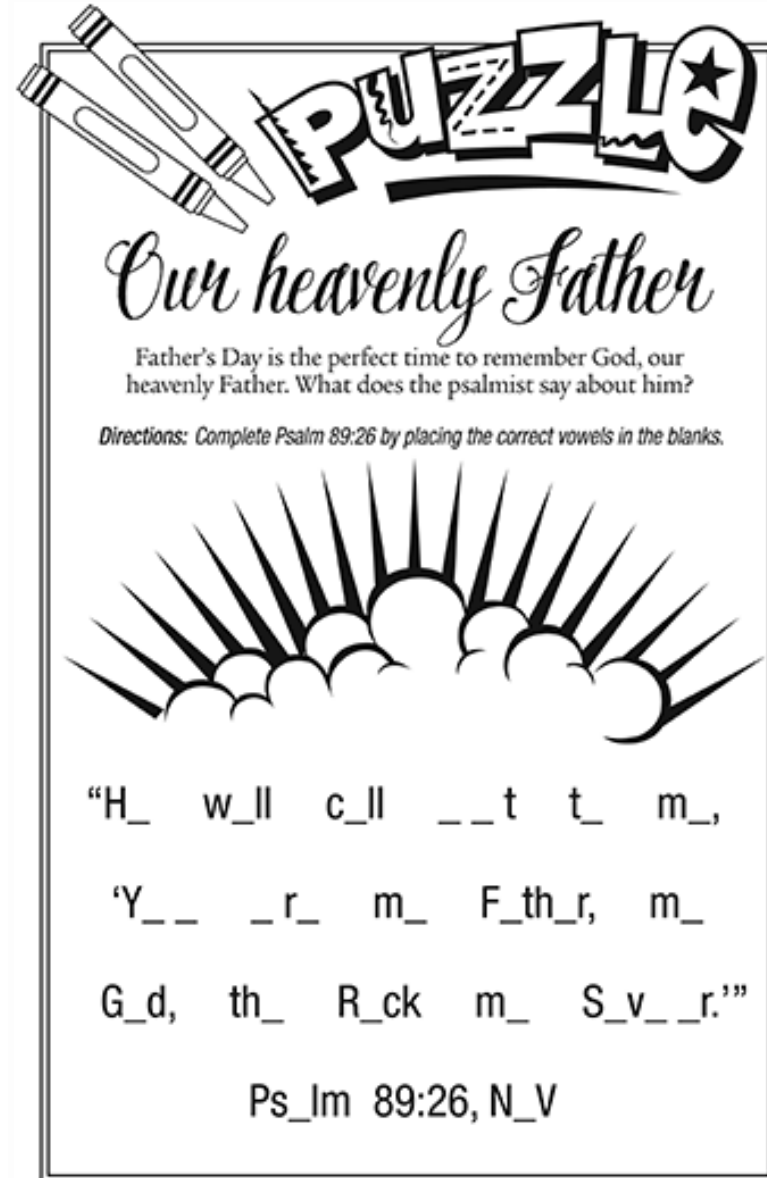 PUZZLE
Our heavenly Father
Father's Day is the perfect time to remember God, our
heavenly Father. What does the psalmist say about him?
Directions: Complete Psalm 89:26 by placing the correct vowels in the blanks.
“H_ w_ll c_ll _ _ t t_ m_,
‘Y_ _ _ r_ m_ F_th_r, m_
G_d, th_ R_ck m_ S_v_ _r.’”
Ps_lm 89:26, N_V